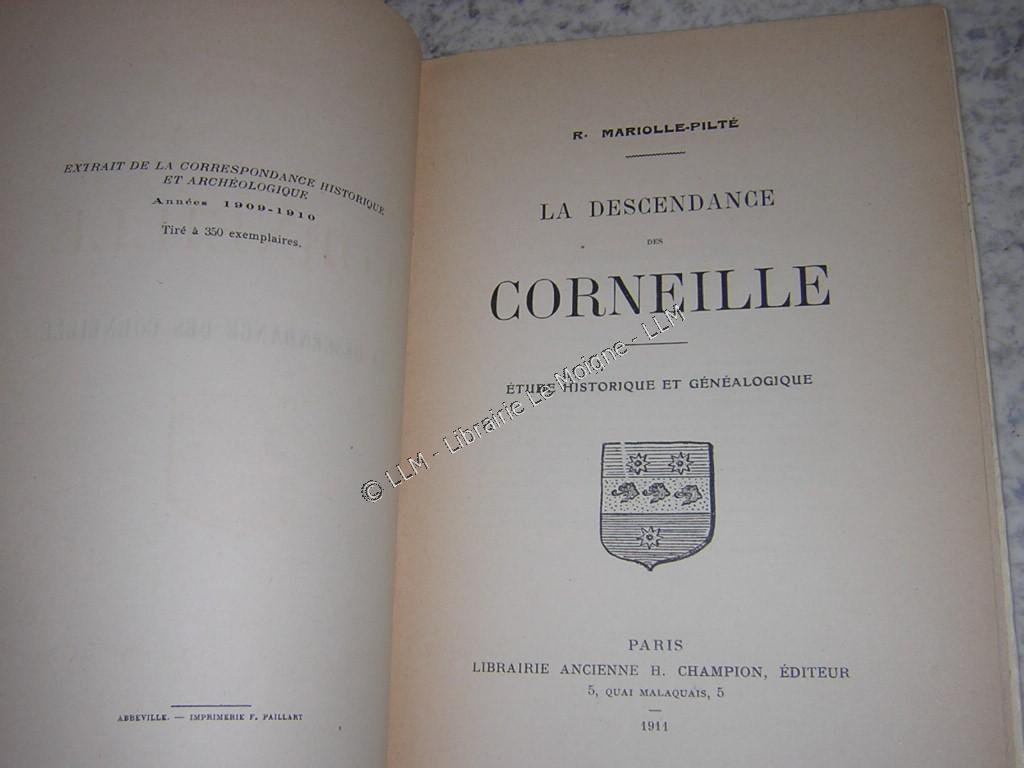 EXTRAIT DE LA CORRESPONDANCE HISTORIQUE
ET ARCHÉOLOGIQUE
Années 1909-1910
Tiré à 350 exemplaires.
ABBEVILLE. — IMPRIMERIE F. PAILLART
R. MARIOLLE-PILTÉ
LA DESCENDANCE
DES
CORNEILLE
ÉTUDE HISTORIQUE ET GÉNÉALOGIQUE
PARIS
LIBRAIRIE ANCIENNE H. CHAMPION, ÉDITEUR
5, QUAI MALAQUAIS, 5
1911
© LLM - Librairie Le Moigne - LLM